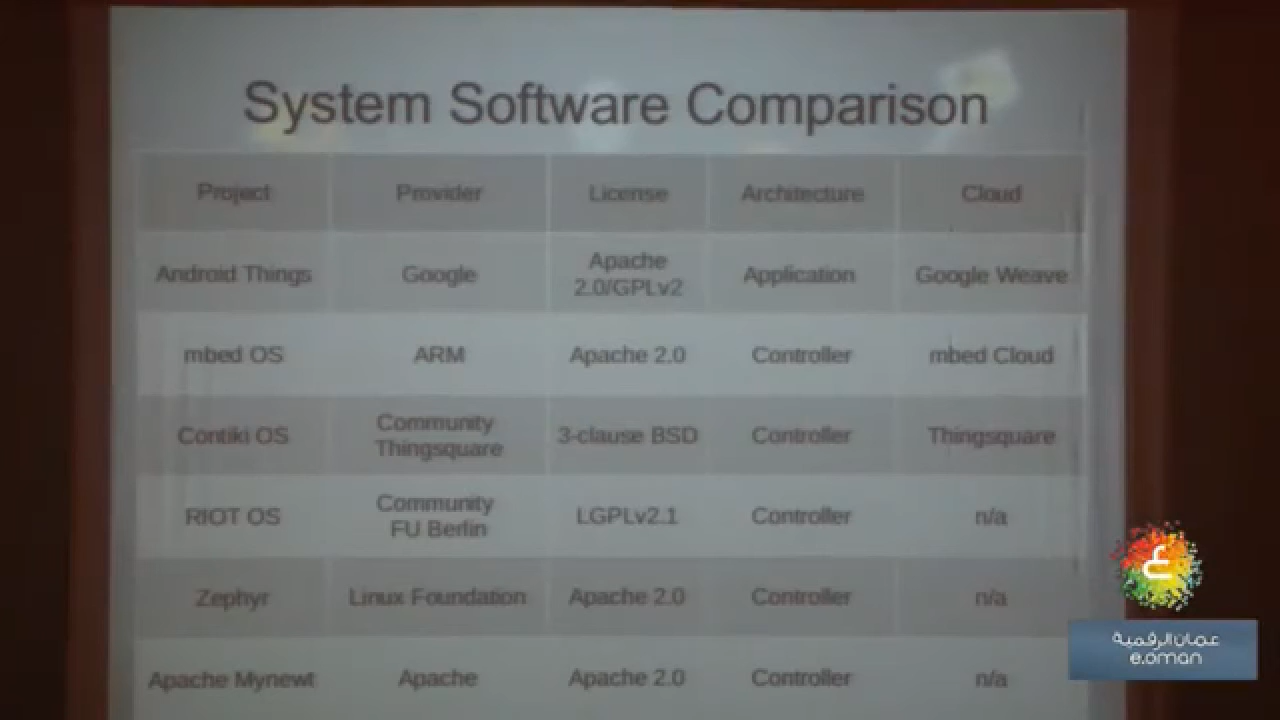 System Software Comparison
Project Provider License Architecture Cloud
Android Things Google Apache 2.0/GPLv2 Application Google Weave
mbed OS ARM Apache 2.0 Controller mbed Cloud
Contiki OS Community Thingsquare 3-clause BSD Controller Thingsquare
RIOT OS Community FU Berlin LGPLv2.1 Controller n/a
Zephyr Linux Foundation Apache 2.0 Controller n/a
Apache Mynewt Apache Apache 2.0 Controller n/a
ع
عمان الرقمية
e.oman